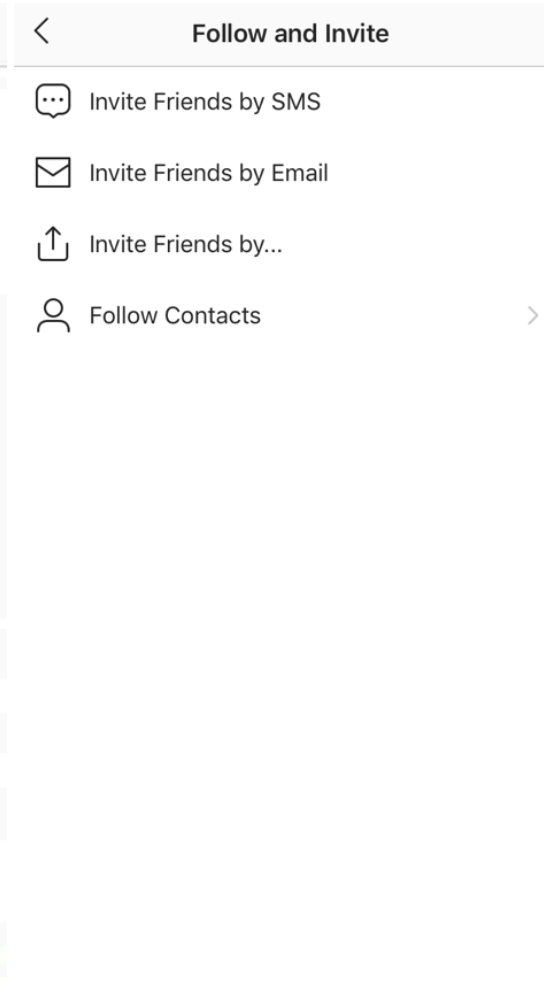 Follow and Invite
Invite Friends by SMS
Invite Friends by Email
Invite Friends by...
Follow Contacts